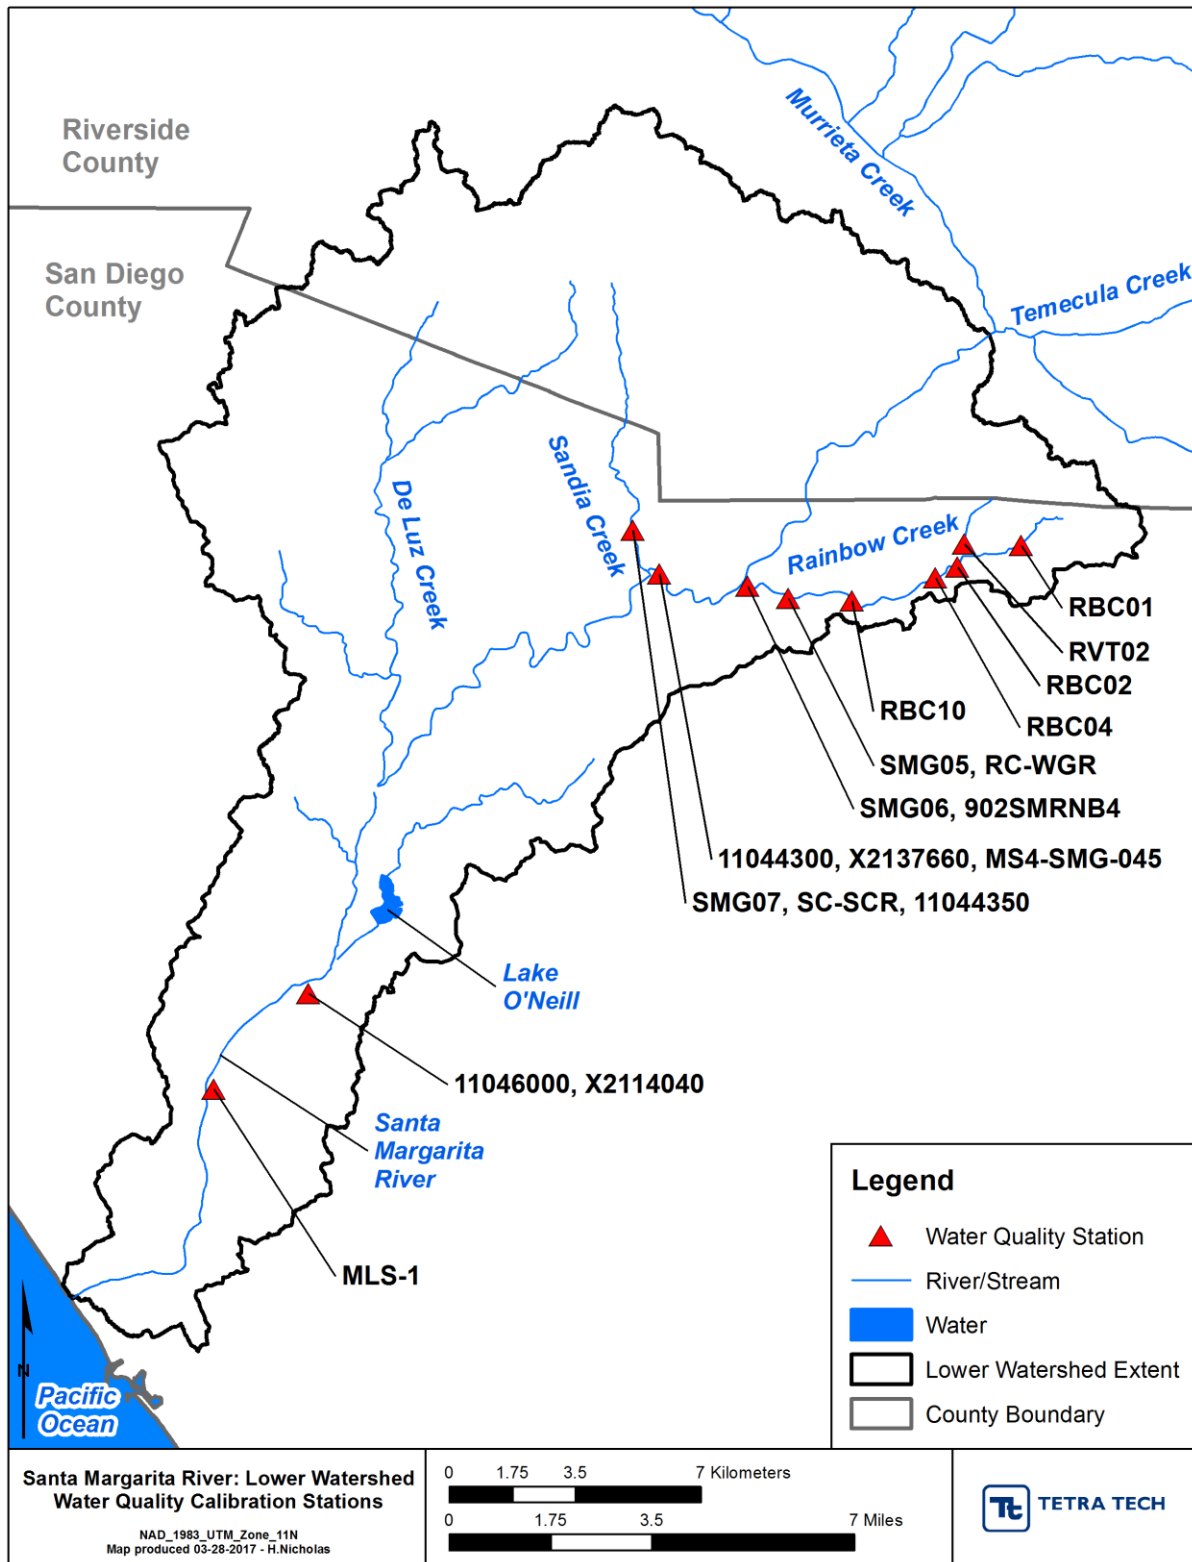 Riverside
County
San Diego
County
Murrieta Creek
Temecula Creek
Sandia Creek
De Luz Creek
Rainbow Creek
RBC01
RVT02
RBC02
RBC10
RBC04
SMG05, RC-WGR
SMG06, 902SMRNB4
11044300, X2137660, MS4-SMG-045
SMG07, SC-SCR, 11044350
Lake
O'Neill
11046000, X2114040
Santa
Margarita
River
MLS-1
N
Pacific
Ocean
Legend
Water Quality Station
River/Stream
Water
Lower Watershed Extent
County Boundary
Santa Margarita River: Lower Watershed
Water Quality Calibration Stations
NAD_1983_UTM_Zone_11N
Map produced 03-28-2017 - H.Nicholas
0 1.75 3.5 7 Kilometers
0 1.75 3.5 7 Miles
Tt TETRA TECH